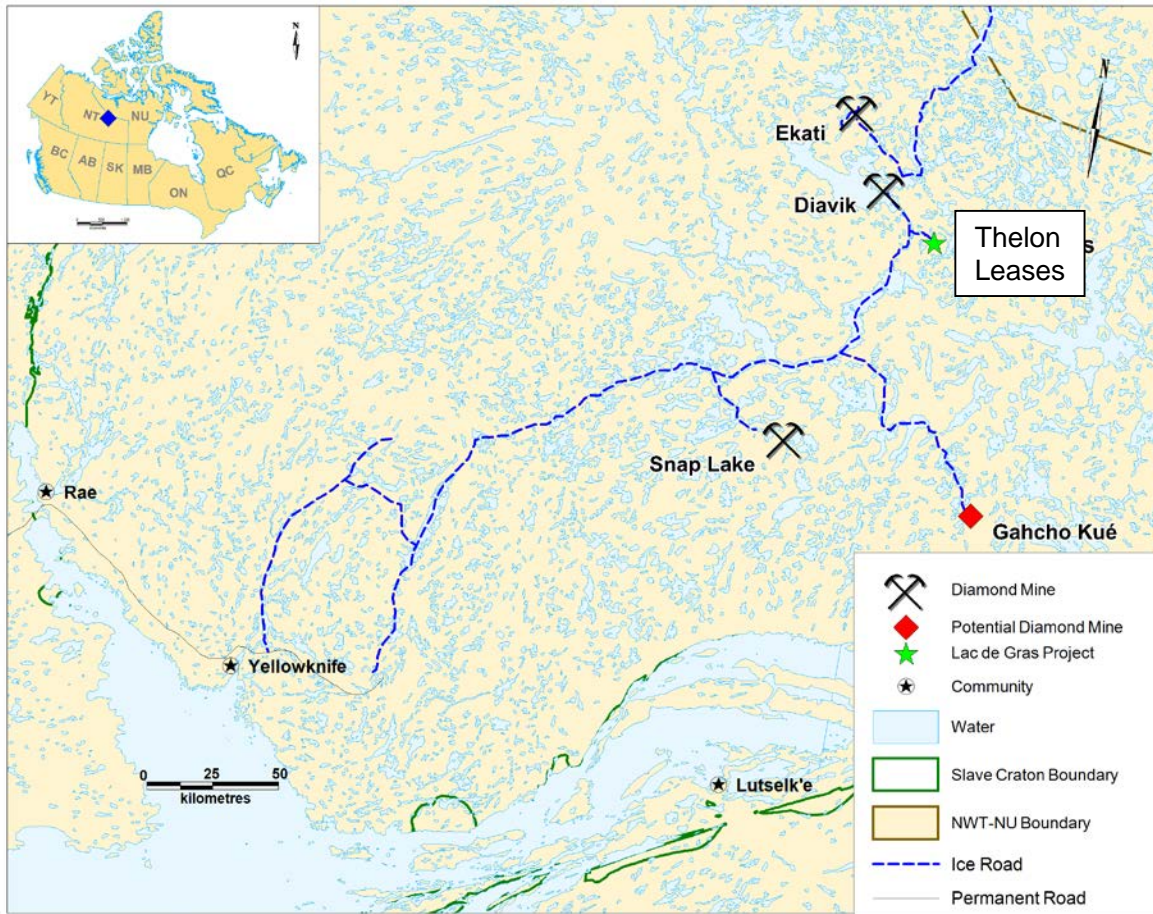 N
YT
NT
NU
BC
AB
SK
MB
ON
QC
N
Ekati
Diavik
Thelon
Leases
s
Snap Lake
Gahcho Kué
Rae
Yellowknife
Lutselk'e
0 25 50
kilometres
Diamond Mine
Potential Diamond Mine
Lac de Gras Project
Community
Water
Slave Craton Boundary
NWT-NU Boundary
Ice Road
Permanent Road